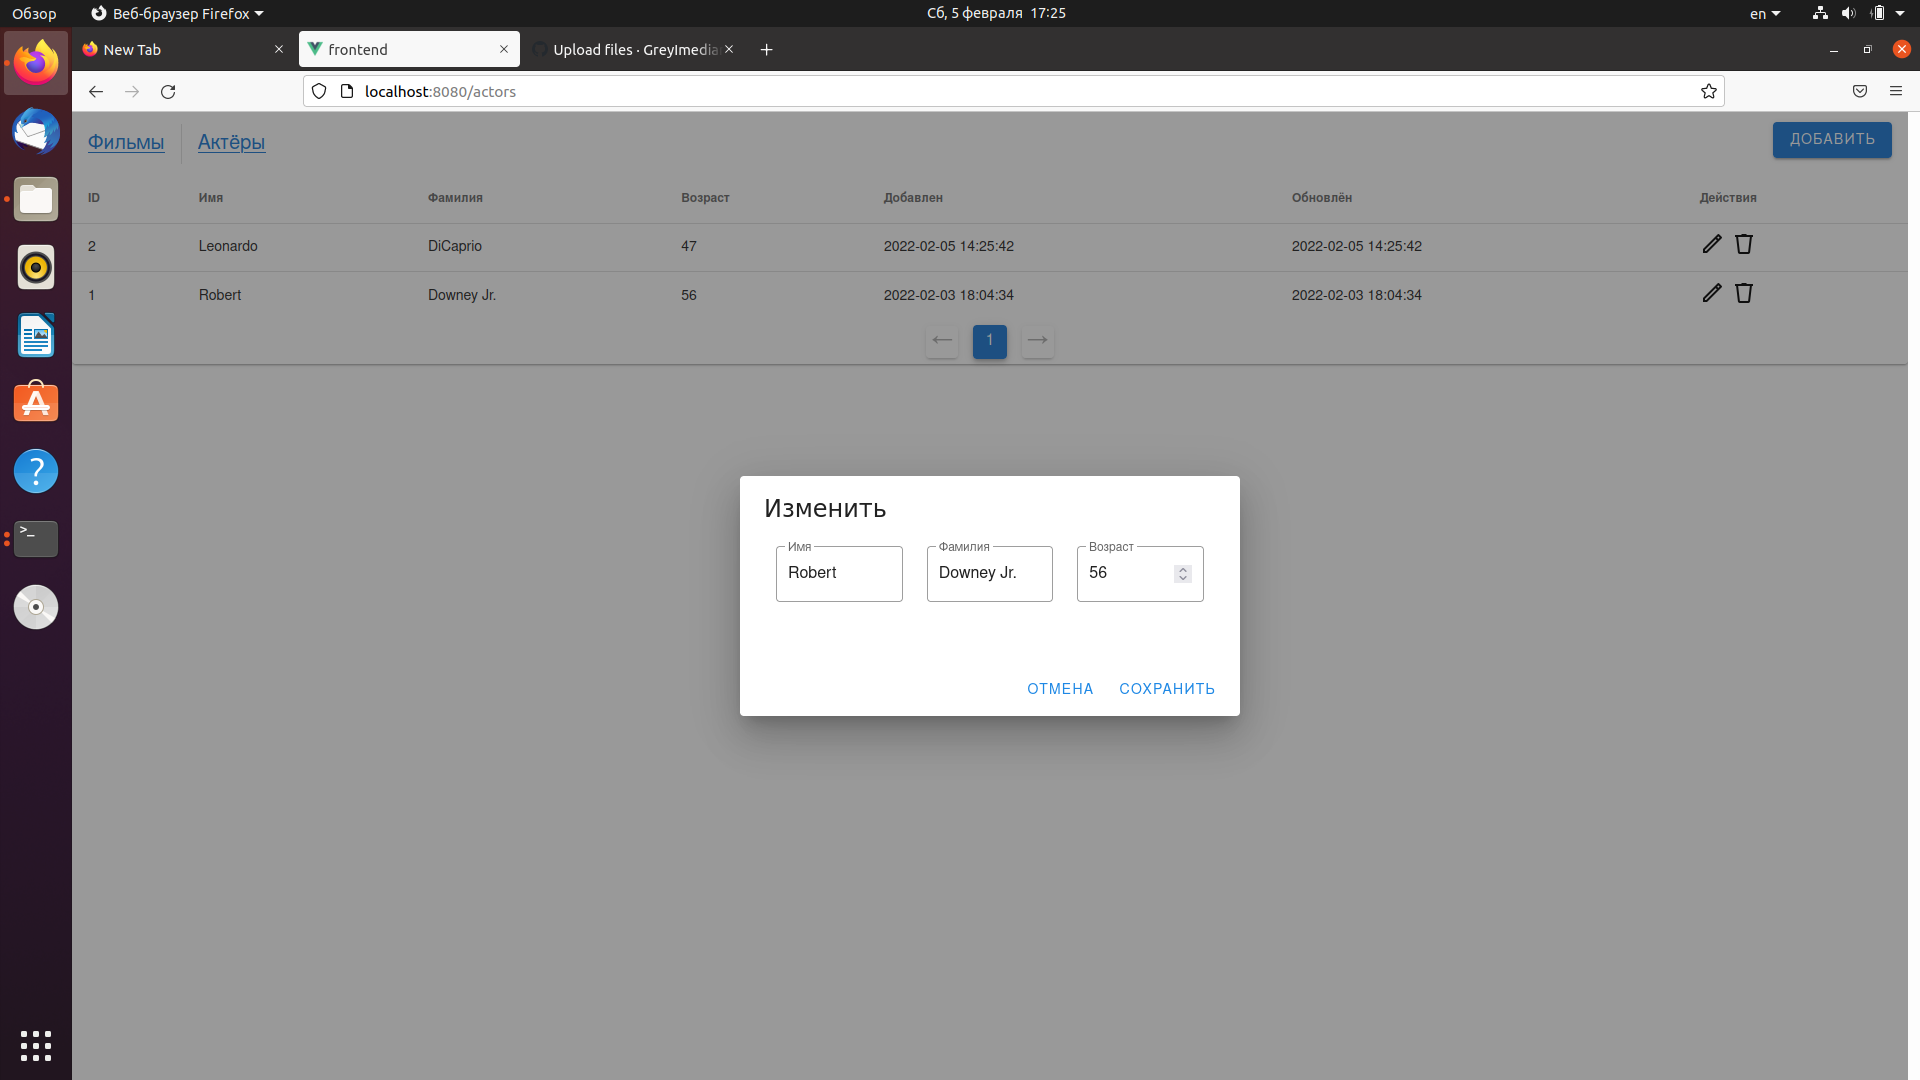 Обзор
Веб-браузер Firefox
Сб, 5 февраля 17:25
en
New Tab
frontend
Upload files · GreyImedia
localhost:8080/actors
Фильмы
Актёры
ДОБАВИТЬ
ID Имя Фамилия Возраст Добавлен Обновлён Действия
2 Leonardo DiCaprio 47 2022-02-05 14:25:42 2022-02-05 14:25:42
1 Robert Downey Jr. 56 2022-02-03 18:04:34 2022-02-03 18:04:34
1
Изменить
Имя Фамилия Возраст
Robert Downey Jr. 56
ОТМЕНА СОХРАНИТЬ